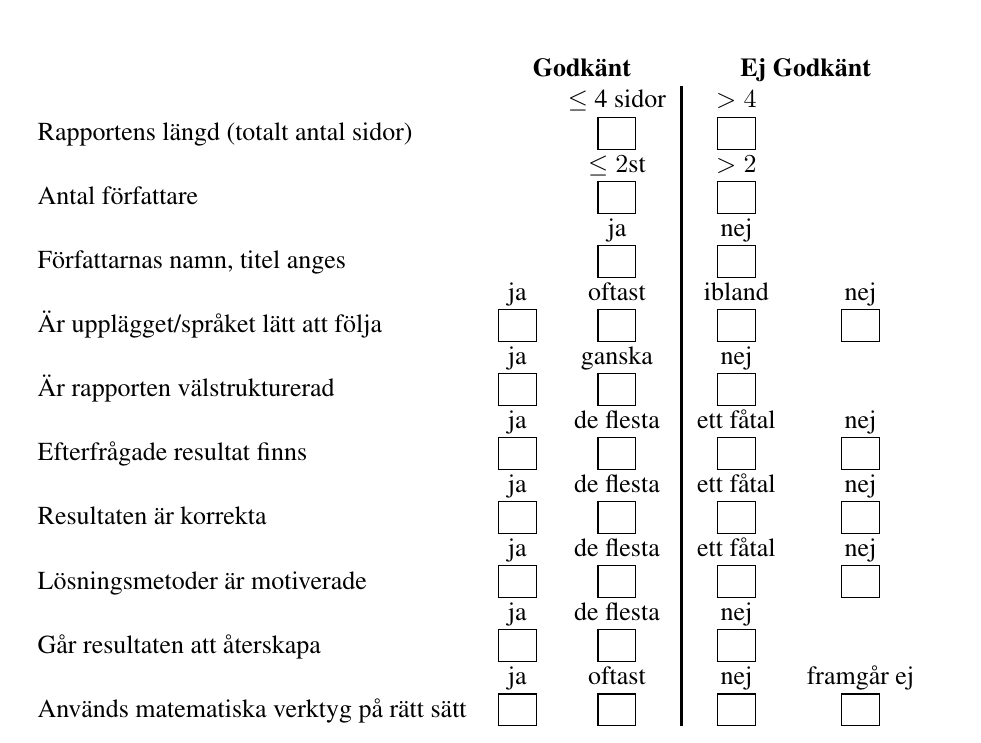 Godkänt Ej Godkänt
≤ 4 sidor > 4
Rapportens längd (totalt antal sidor)
≤ 2st > 2
Antal författare
ja nej
Författarnas namn, titel anges
ja oftast ibland nej
Är upplägget/språket lätt att följa
ja ganska nej
Är rapporten välstrukturerad
ja de flesta ett fåtal nej
Efterfrågade resultat finns
ja de flesta ett fåtal nej
Resultaten är korrekta
ja de flesta ett fåtal nej
Lösningsmetoder är motiverade
ja de flesta nej
Går resultaten att återskapa
ja oftast nej framgår ej
Används matematiska verktyg på rätt sätt